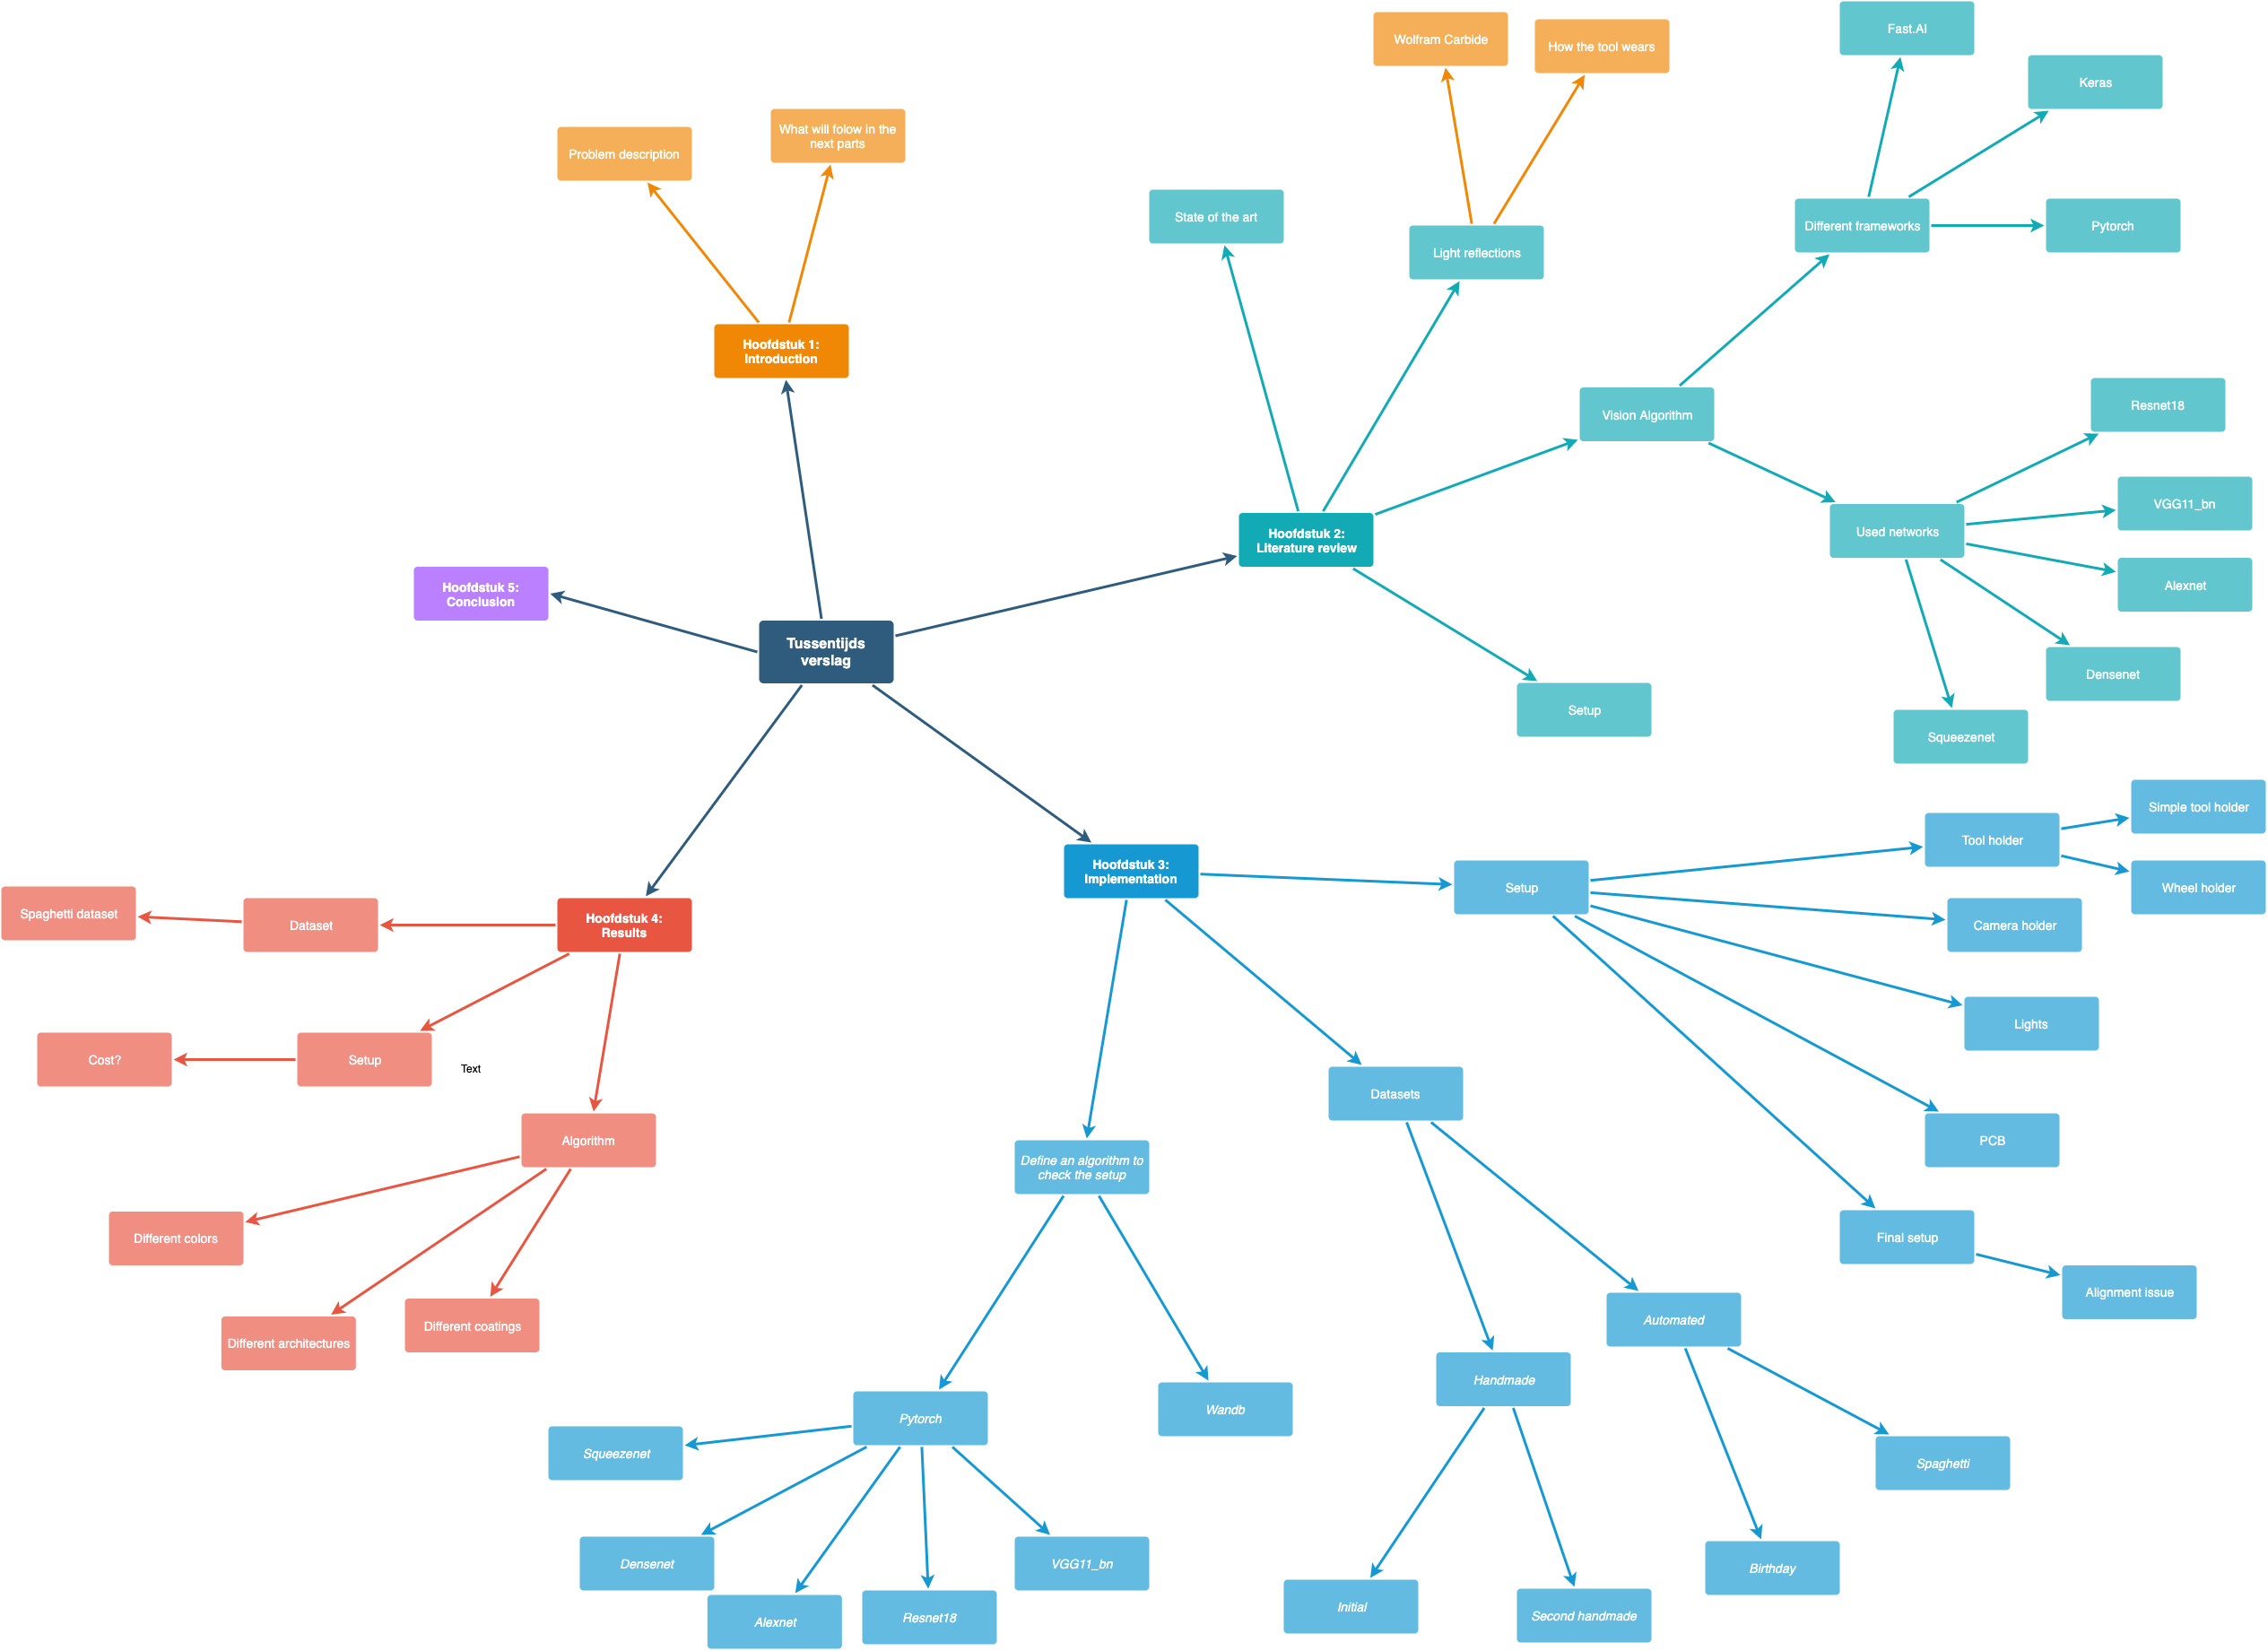 Fast.AI
Wolfram Carbide
How the tool wears
Keras
What will folow in the
next parts
Problem description
State of the art
Different frameworks
Pytorch
Light reflections
Hoofdstuk 1:
Introduction
Resnet18
Vision Algorithm
VGG11_bn
Hoofdstuk 2:
Literature review
Used networks
Alexnet
Hoofdstuk 5:
Conclusion
Tussentijds
verslag
Densenet
Setup
Squeezenet
Simple tool holder
Tool holder
Hoofdstuk 3:
Implementation
Setup
Wheel holder
Spaghetti dataset
Dataset
Hoofdstuk 4:
Results
Camera holder
Lights
Cost?
Setup
Text
Datasets
Algorithm
PCB
Define an algorithm to
check the setup
Different colors
Final setup
Alignment issue
Different architectures
Different coatings
Automated
Handmade
Wandb
Pytorch
Squeezenet
Spaghetti
Densenet
VGG11_bn
Birthday
Alexnet
Resnet18
Initial
Second handmade